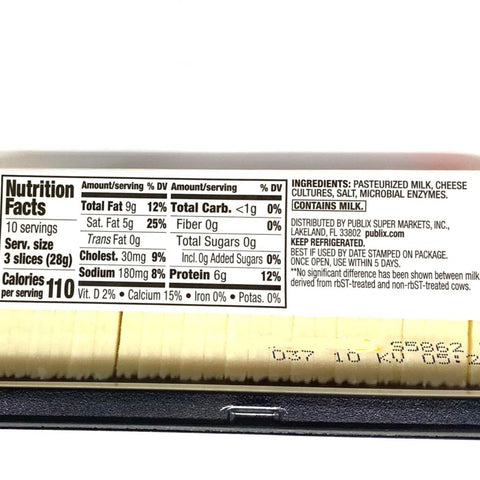 Nutrition Facts
10 servings
Serv. size
3 slices (28g)
Calories per serving 110
Amount/serving % DV
Total Fat 9g 12%
Sat. Fat 5g 25%
Trans Fat 0g
Cholest. 30mg 9%
Sodium 180mg 8%
Amount/serving % DV
Total Carb. <1g 0%
Fiber 0g 0%
Total Sugars 0g
Incl. 0g Added Sugars 0%
Protein 6g 12%
Vit. D 2% • Calcium 15% • Iron 0% • Potas. 0%
INGREDIENTS: PASTEURIZED MILK, CHEESE
CULTURES, SALT, MICROBIAL ENZYMES.
CONTAINS MILK.
DISTRIBUTED BY PUBLIX SUPER MARKETS, INC.,
LAKELAND, FL 33802 publix.com
KEEP REFRIGERATED.
BEST IF USED BY DATE STAMPED ON PACKAGE.
ONCE OPEN, USE WITHIN 5 DAYS.
**No significant difference has been shown between milk
derived from rbST-treated and non-rbST-treated cows.
S5862
037 10 KV 05:2